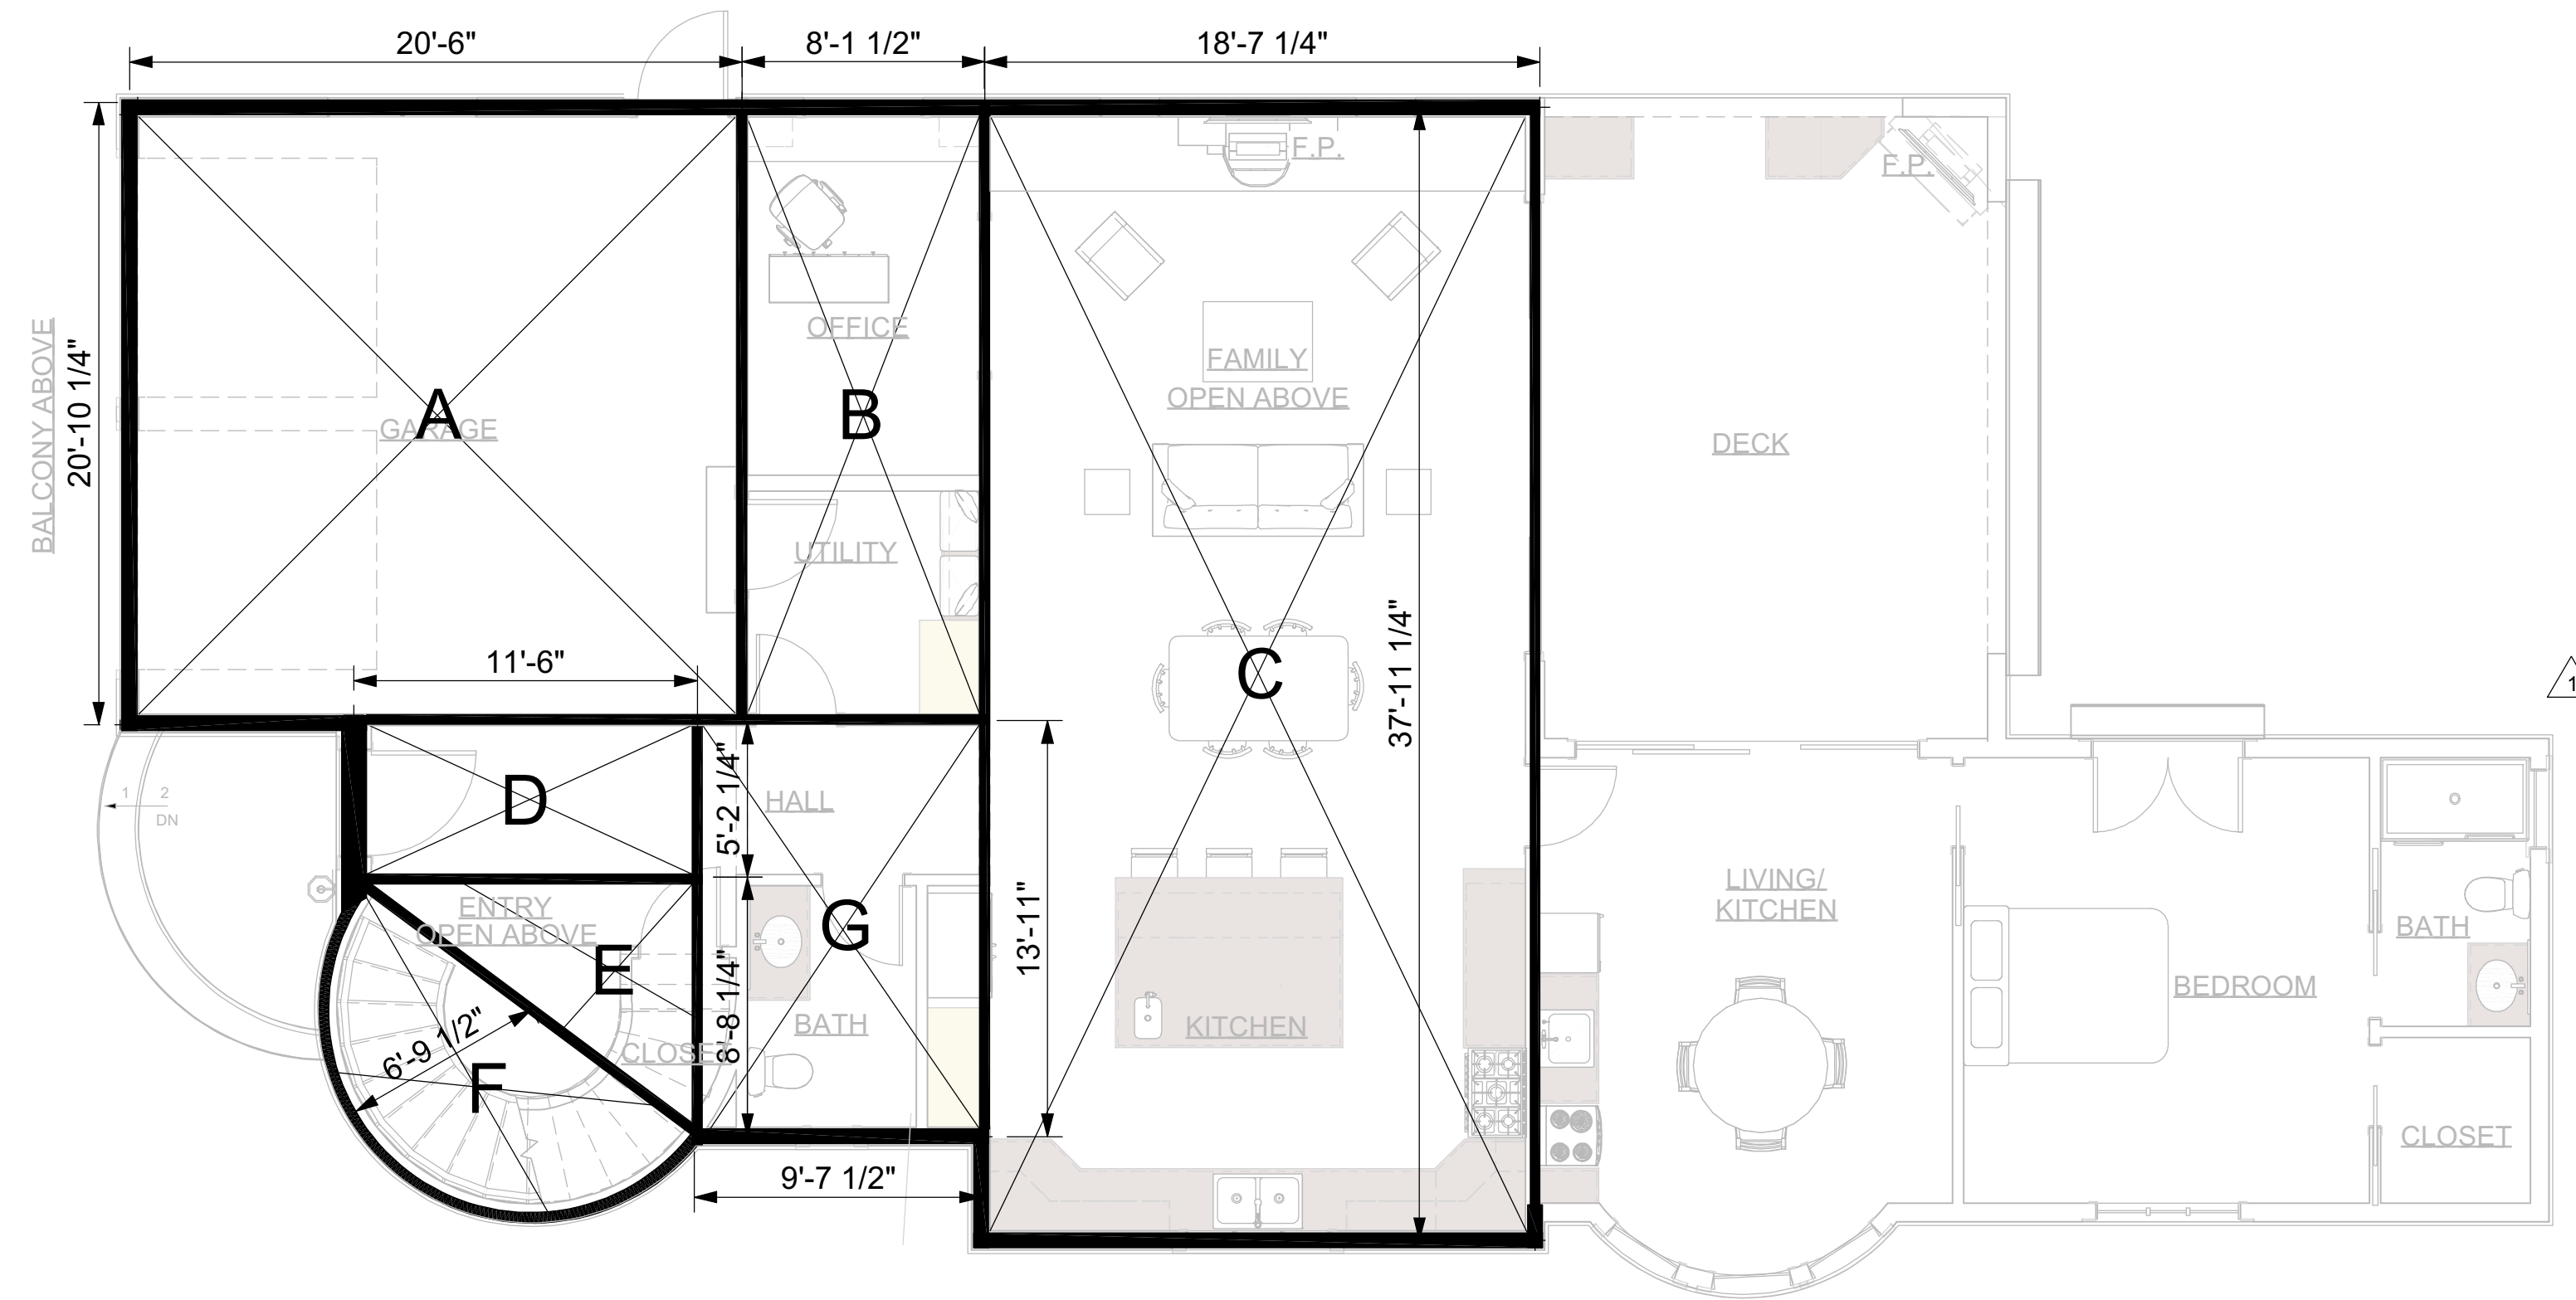 20'-6"
8'-1 1/2"
18'-7 1/4"
F.P.
F.P.
OFFICE
BALCONY ABOVE
20'-10 1/4"
A
GARAGE
B
FAMILY
OPEN ABOVE
DECK
UTILITY
37'-11 1/4"
C
11'-6"
1
1 2
DN
D
5'-2 1/4"
HALL
ENTRY
OPEN ABOVE
E
G
13'-11"
LIVING/
KITCHEN
BATH
BEDROOM
6'-9 1/2"
F
CLOSET
8'-8 1/4"
BATH
KITCHEN
CLOSET
9'-7 1/2"